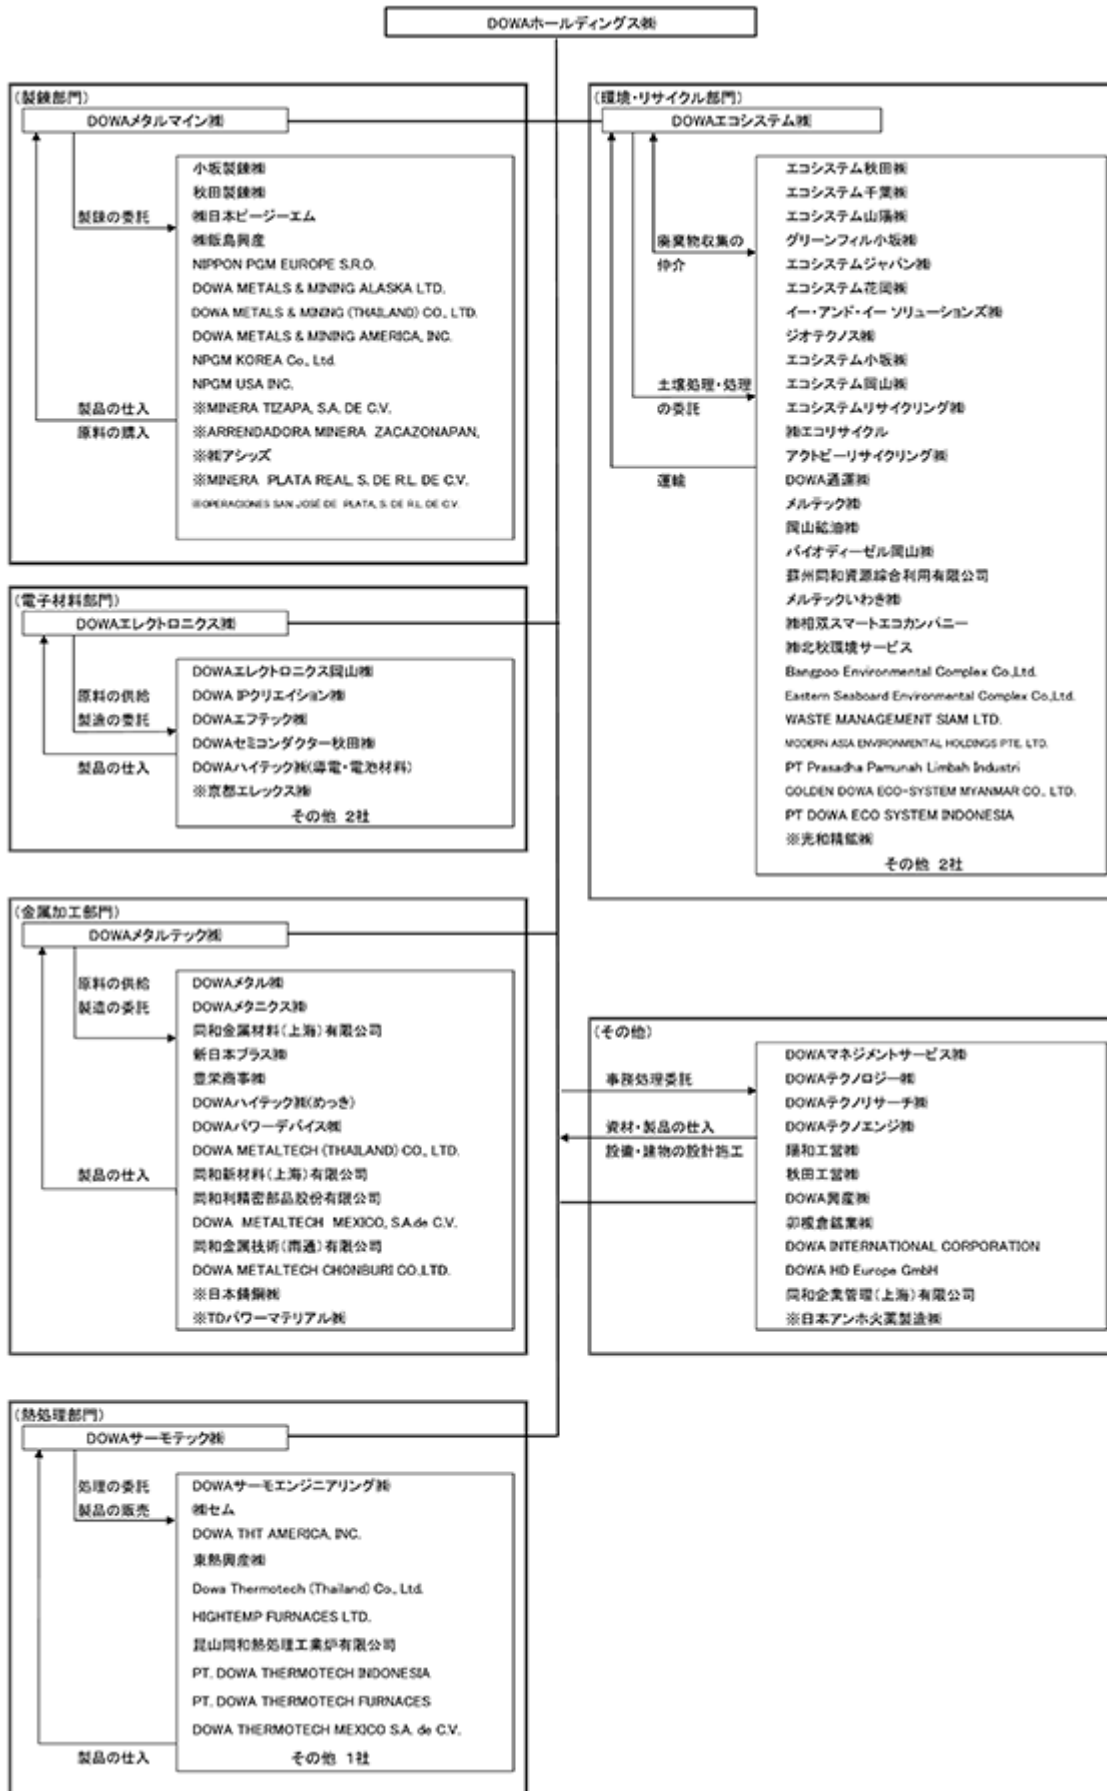 DOWAホールディングス㈱
(製錬部門)
DOWAメタルマイン㈱
製錬の委託
製品の仕入
原料の購入
小坂製錬㈱
秋田製錬㈱
㈱日本ピージーエム
㈱飯島興産
NIPPON PGM EUROPE S.R.O.
DOWA METALS & MINING ALASKA LTD.
DOWA METALS & MINING (THAILAND) CO., LTD.
DOWA METALS & MINING AMERICA, INC.
NPGM KOREA Co., Ltd.
NPGM USA INC.
※MINERA TIZAPA, S.A. DE C.V.
※ARRENDADORA MINERA ZACAZONAPAN,
※㈱アシッズ
※MINERA PLATA REAL, S. DE R.L. DE C.V.
※OPERACIONES SAN JOSÉ DE PLATA, S. DE R.L. DE C.V.
(電子材料部門)
DOWAエレクトロニクス㈱
原料の供給
製造の委託
製品の仕入
DOWAエレクトロニクス岡山㈱
DOWA IPクリエイション㈱
DOWAエフテック㈱
DOWAセミコンダクター秋田㈱
DOWAハイテック㈱(導電・電池材料)
※京都エレックス㈱
その他 2社
(金属加工部門)
DOWAメタルテック㈱
原料の供給
製造の委託
製品の仕入
DOWAメタル㈱
DOWAメタニクス㈱
同和金属材料(上海)有限公司
新日本ブラス㈱
豊栄商事㈱
DOWAハイテック㈱(めっき)
DOWAパワーデバイス㈱
DOWA METALTECH (THAILAND) CO., LTD.
同和新材料(上海)有限公司
同和利精密部品股份有限公司
DOWA METALTECH MEXICO, S.A.de C.V.
同和金属技術(南通)有限公司
DOWA METALTECH CHONBURI CO.,LTD.
※日本鋳銅㈱
※TDパワーマテリアル㈱
(熱処理部門)
DOWAサーモテック㈱
処理の委託
製品の販売
製品の仕入
DOWAサーモエンジニアリング㈱
㈱セム
DOWA THT AMERICA, INC.
東熱興産㈱
Dowa Thermotech (Thailand) Co., Ltd.
HIGHTEMP FURNACES LTD.
昆山同和熱処理工業炉有限公司
PT. DOWA THERMOTECH INDONESIA
PT. DOWA THERMOTECH FURNACES
DOWA THERMOTECH MEXICO S.A. de C.V.
その他 1社
(環境・リサイクル部門)
DOWAエコシステム㈱
廃棄物収集の
仲介
土壌処理・処理
の委託
運輸
エコシステム秋田㈱
エコシステム千葉㈱
エコシステム山陽㈱
グリーンフィル小坂㈱
エコシステムジャパン㈱
エコシステム花岡㈱
イー・アンド・イー ソリューションズ㈱
ジオテクノス㈱
エコシステム小坂㈱
エコシステム岡山㈱
エコシステムリサイクリング㈱
㈱エコリサイクル
アクトビーリサイクリング㈱
DOWA通運㈱
メルテック㈱
岡山砿油㈱
バイオディーゼル岡山㈱
蘇州同和資源綜合利用有限公司
メルテックいわき㈱
㈱相双スマートエコカンパニー
㈱北秋環境サービス
Bangpoo Environmental Complex Co.,Ltd.
Eastern Seaboard Environmental Complex Co.,Ltd.
WASTE MANAGEMENT SIAM LTD.
MODERN ASIA ENVIRONMENTAL HOLDINGS PTE. LTD.
PT Prasadha Pamunah Limbah Industri
GOLDEN DOWA ECO-SYSTEM MYANMAR CO., LTD.
PT DOWA ECO SYSTEM INDONESIA
※光和精鉱㈱
その他 2社
(その他)
事務処理委託
資材・製品の仕入
設備・建物の設計施工
DOWAマネジメントサービス㈱
DOWAテクノロジー㈱
DOWAテクノリサーチ㈱
DOWAテクノエンジ㈱
陽和工営㈱
秋田工営㈱
DOWA興産㈱
卯根倉鉱業㈱
DOWA INTERNATIONAL CORPORATION
DOWA HD Europe GmbH
同和企業管理(上海)有限公司
※日本アンホ火薬製造㈱